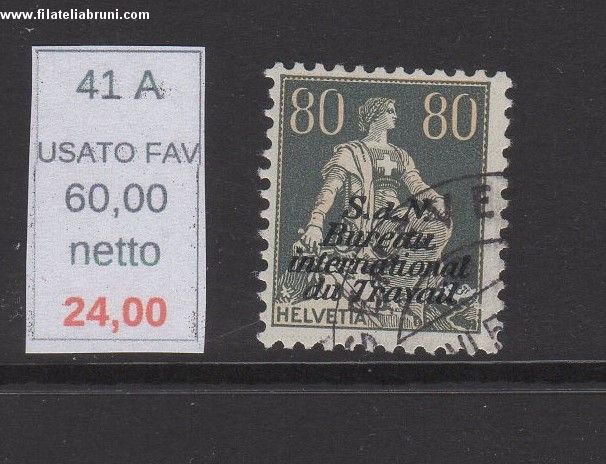 www.filateliabruni.com
41 A
USATO FAV
60,00
netto
24,00
80 80
S.d.N.
Bureau
international
du Travail
HELVETIA